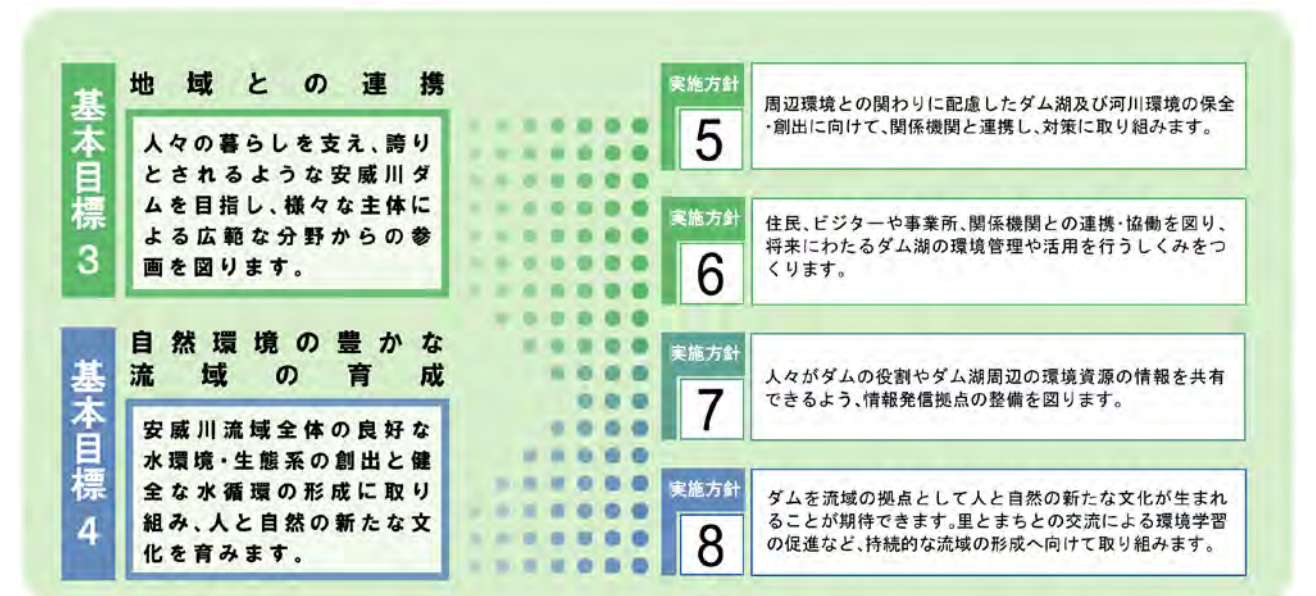 基本目標3
地域との連携
人々の暮らしを支え、誇り
とされるような安威川ダ
ムを目指し、様々な主体に
よる広範な分野からの参
画を図ります。
基本目標4
自然環境の豊かな
流域の育成
安威川流域全体の良好な
水環境・生態系の創出と健
全な水循環の形成に取り
組み、人と自然の新たな文
化を育みます。
実施方針
5
周辺環境との関わりに配慮したダム湖及び河川環境の保全
・創出に向けて、関係機関と連携し、対策に取り組みます。
実施方針
6
住民、ビジターや事業所、関係機関との連携・協働を図り、
将来にわたるダム湖の環境管理や活用を行うしくみをつ
くります。
実施方針
7
人々がダムの役割やダム湖周辺の環境資源の情報を共有
できるよう、情報発信拠点の整備を図ります。
実施方針
8
ダムを流域の拠点として人と自然の新たな文化が生まれ
ることが期待できます。里とまちとの交流による環境学習
の促進など、持続的な流域の形成へ向けて取り組みます。